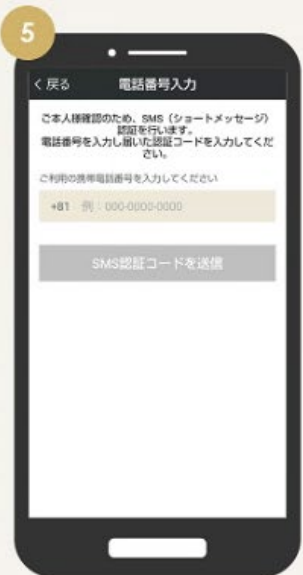 5
< 戻る 電話番号入力
ご本人様確認のため、SMS（ショートメッセージ）
認証を行います。
電話番号を入力し届いた認証コードを入力してくだ
さい。
ご利用の携帯電話番号を入力してください
+81 例：000-0000-0000
SMS認証コードを送信